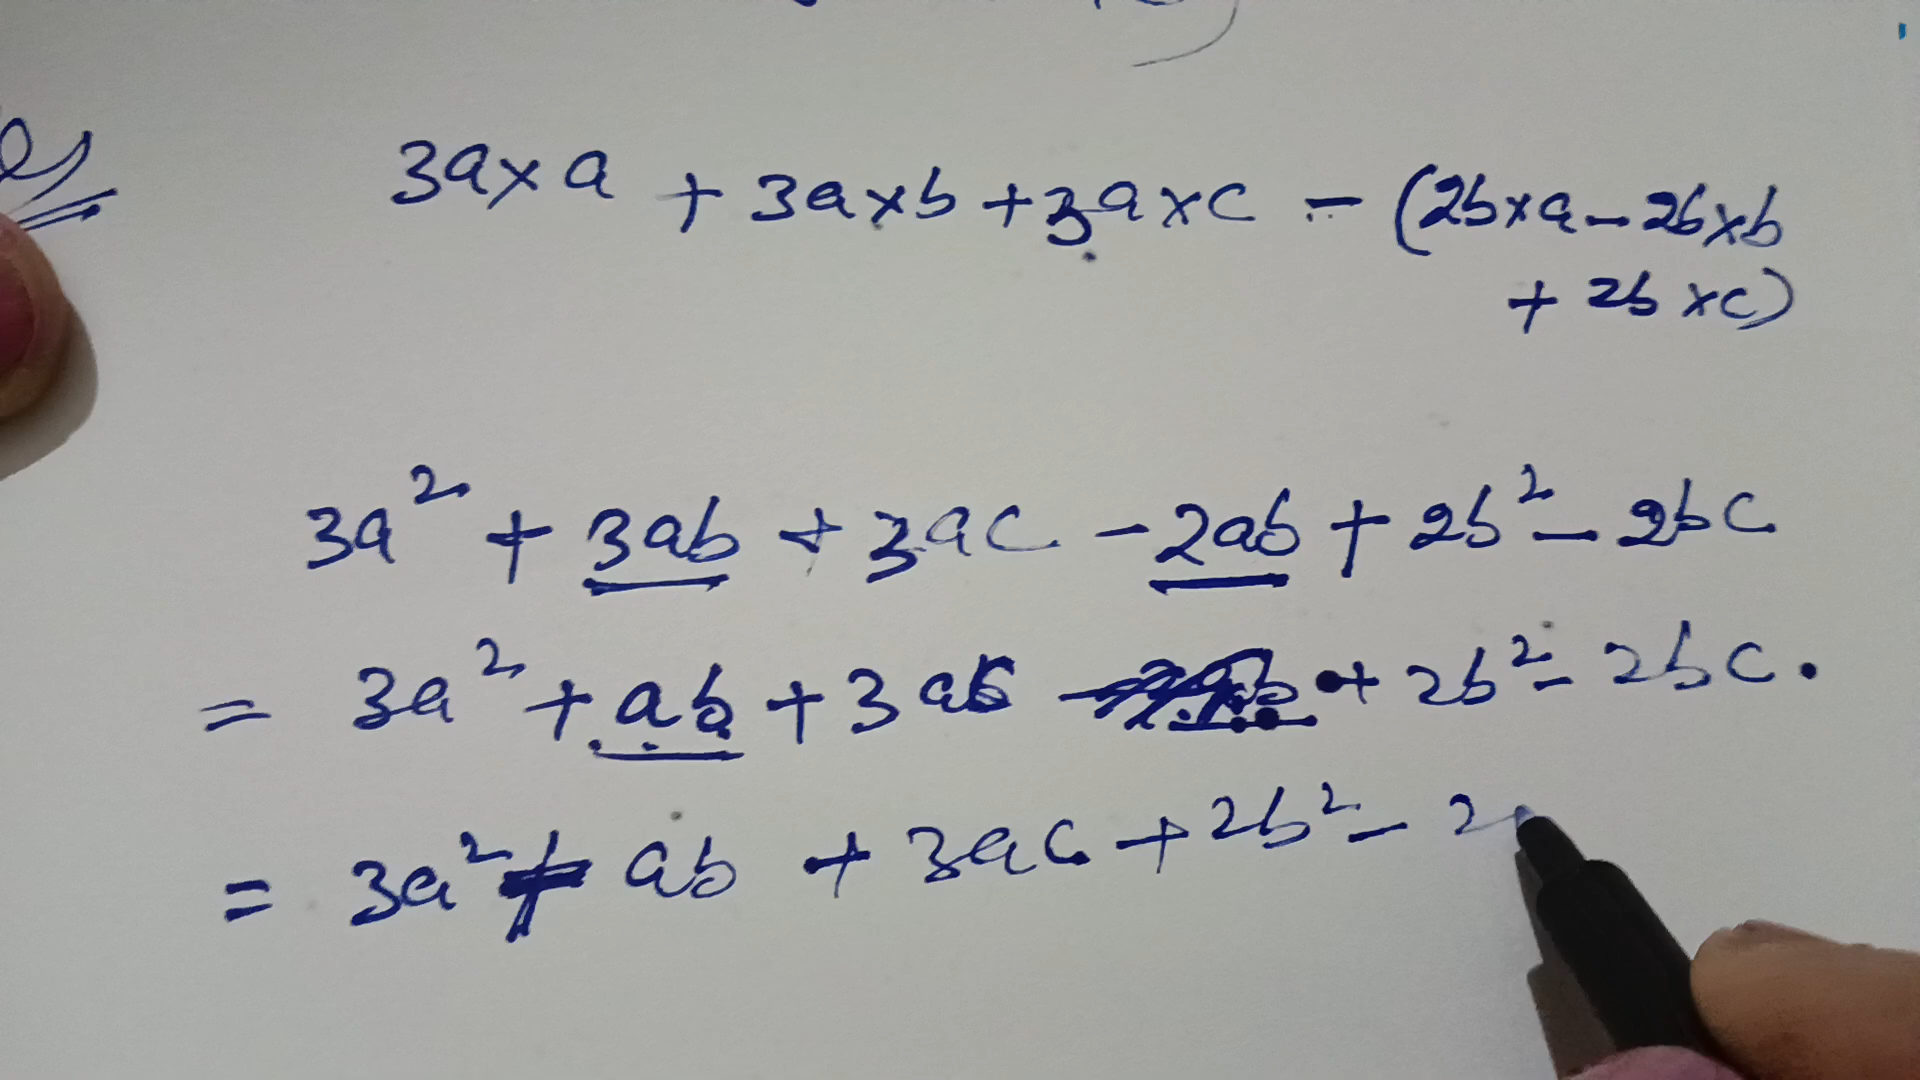 3a×a + 3a×b + 3a×c - (2b×a - 2b×b
+ 2b×c)
3a² + 3ab + 3ac - 2ab + 2b² - 2bc
= 3a² + ab + 3ac + 2b² - 2bc.
= 3a² + ab + 3ac + 2b² - 2